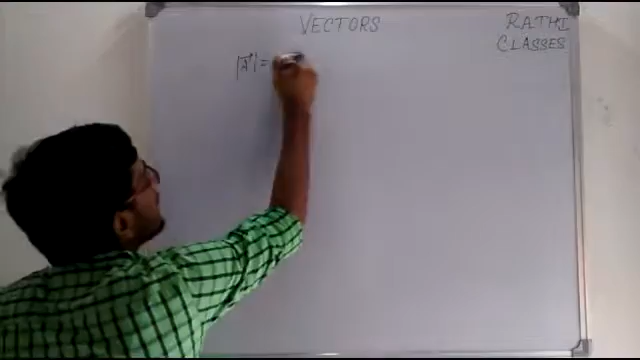 VECTORS
RATHI
CLASSES
|A⃗| =